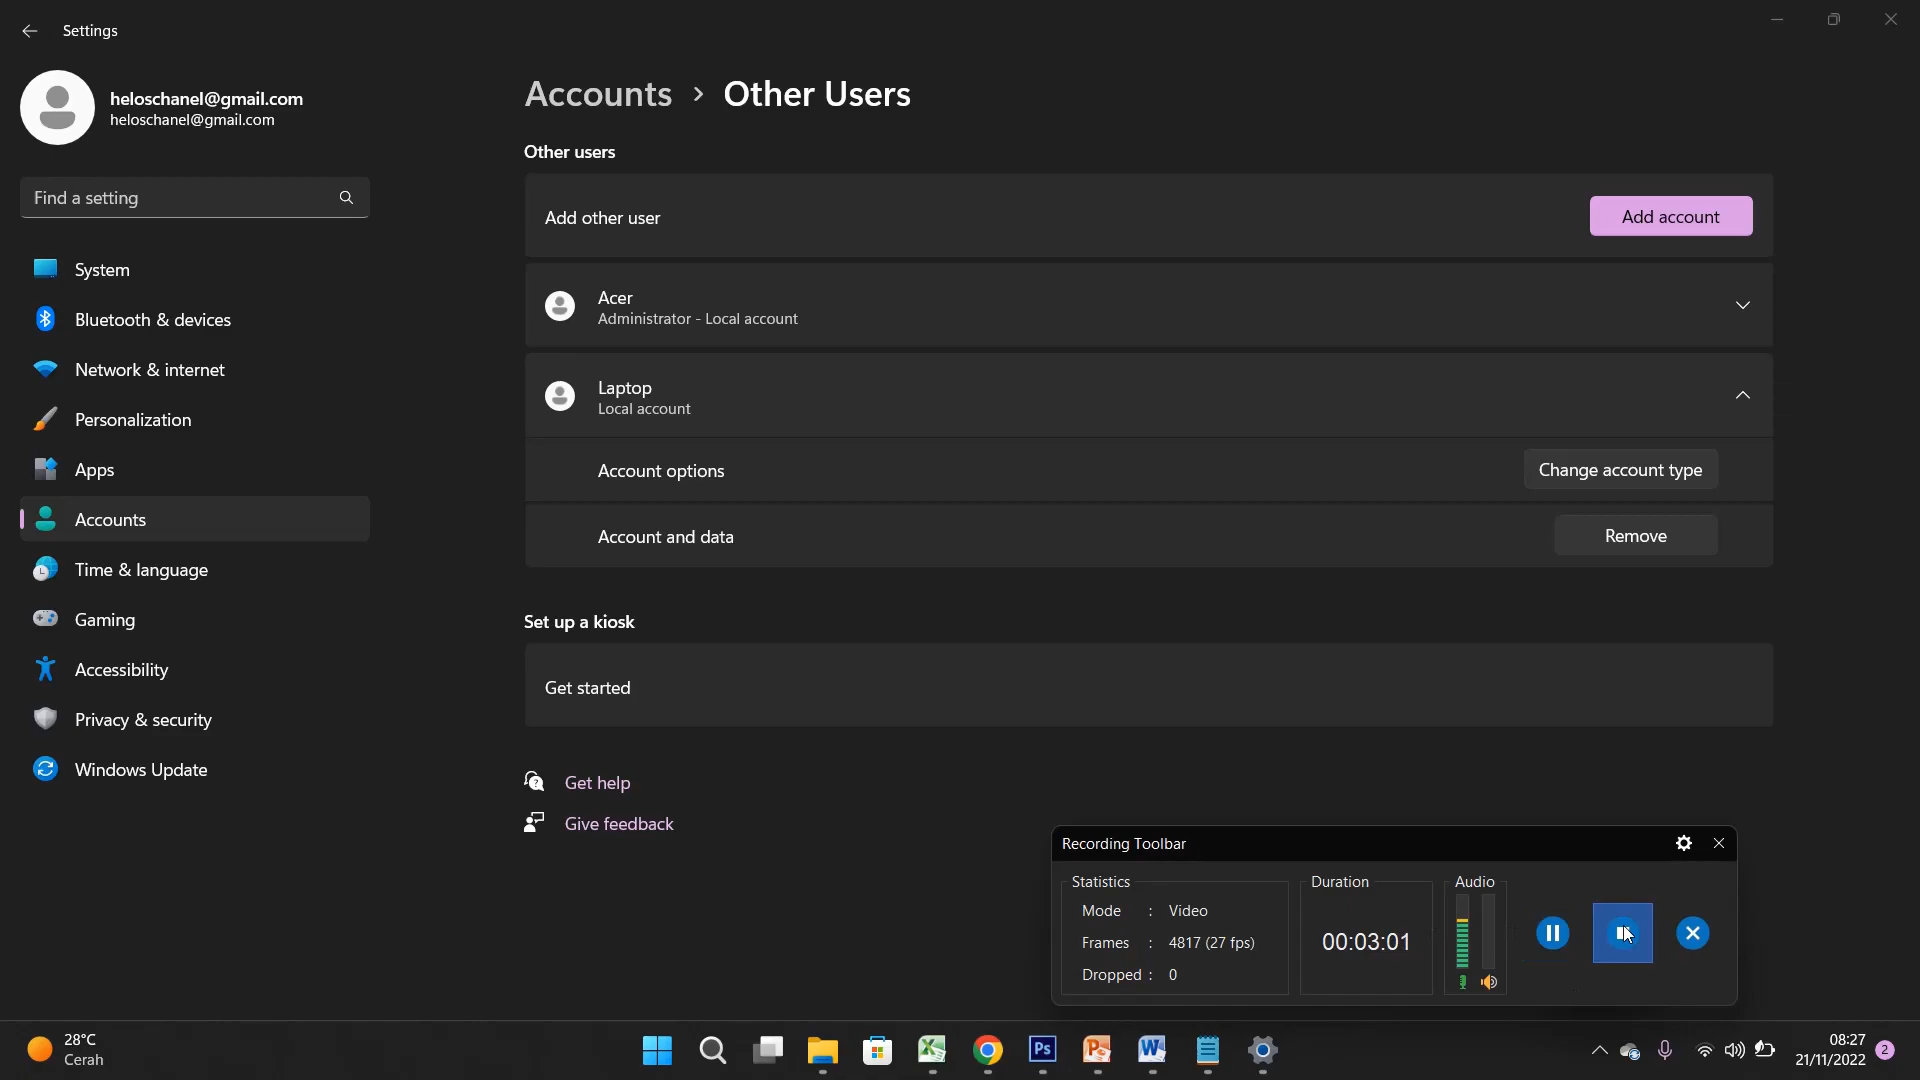 Settings
heloschanel@gmail.com
heloschanel@gmail.com
Find a setting
System
Bluetooth & devices
Network & internet
Personalization
Apps
Accounts
Time & language
Gaming
Accessibility
Privacy & security
Windows Update
Accounts > Other Users
Other users
Add other user
Add account
Acer
Administrator - Local account
Laptop
Local account
Account options
Change account type
Account and data
Remove
Set up a kiosk
Get started
Get help
Give feedback
Recording Toolbar
Statistics
Mode : Video
Frames : 4817 (27 fps)
Dropped : 0
Duration
00:03:01
Audio
28°C
Cerah
Ps
P
W
08:27
21/11/2022
2